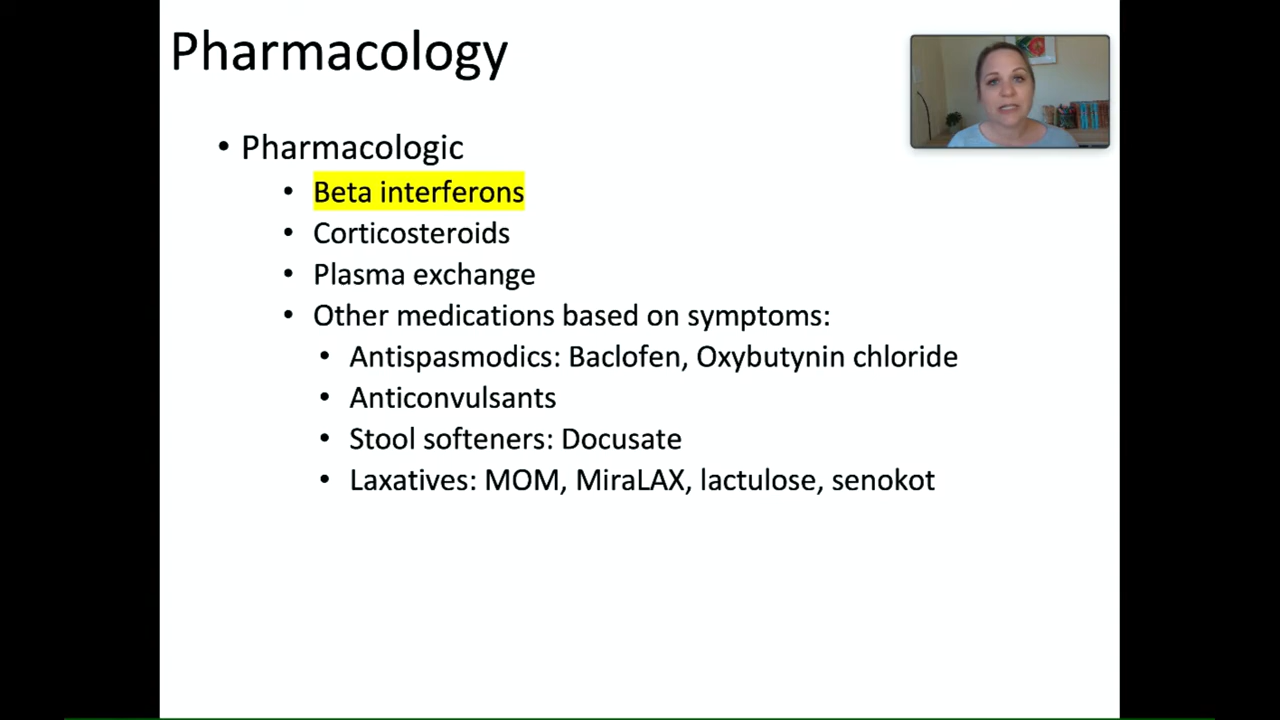 Pharmacology
• Pharmacologic
• Beta interferons
• Corticosteroids
• Plasma exchange
• Other medications based on symptoms:
• Antispasmodics: Baclofen, Oxybutynin chloride
• Anticonvulsants
• Stool softeners: Docusate
• Laxatives: MOM, MiraLAX, lactulose, senokot